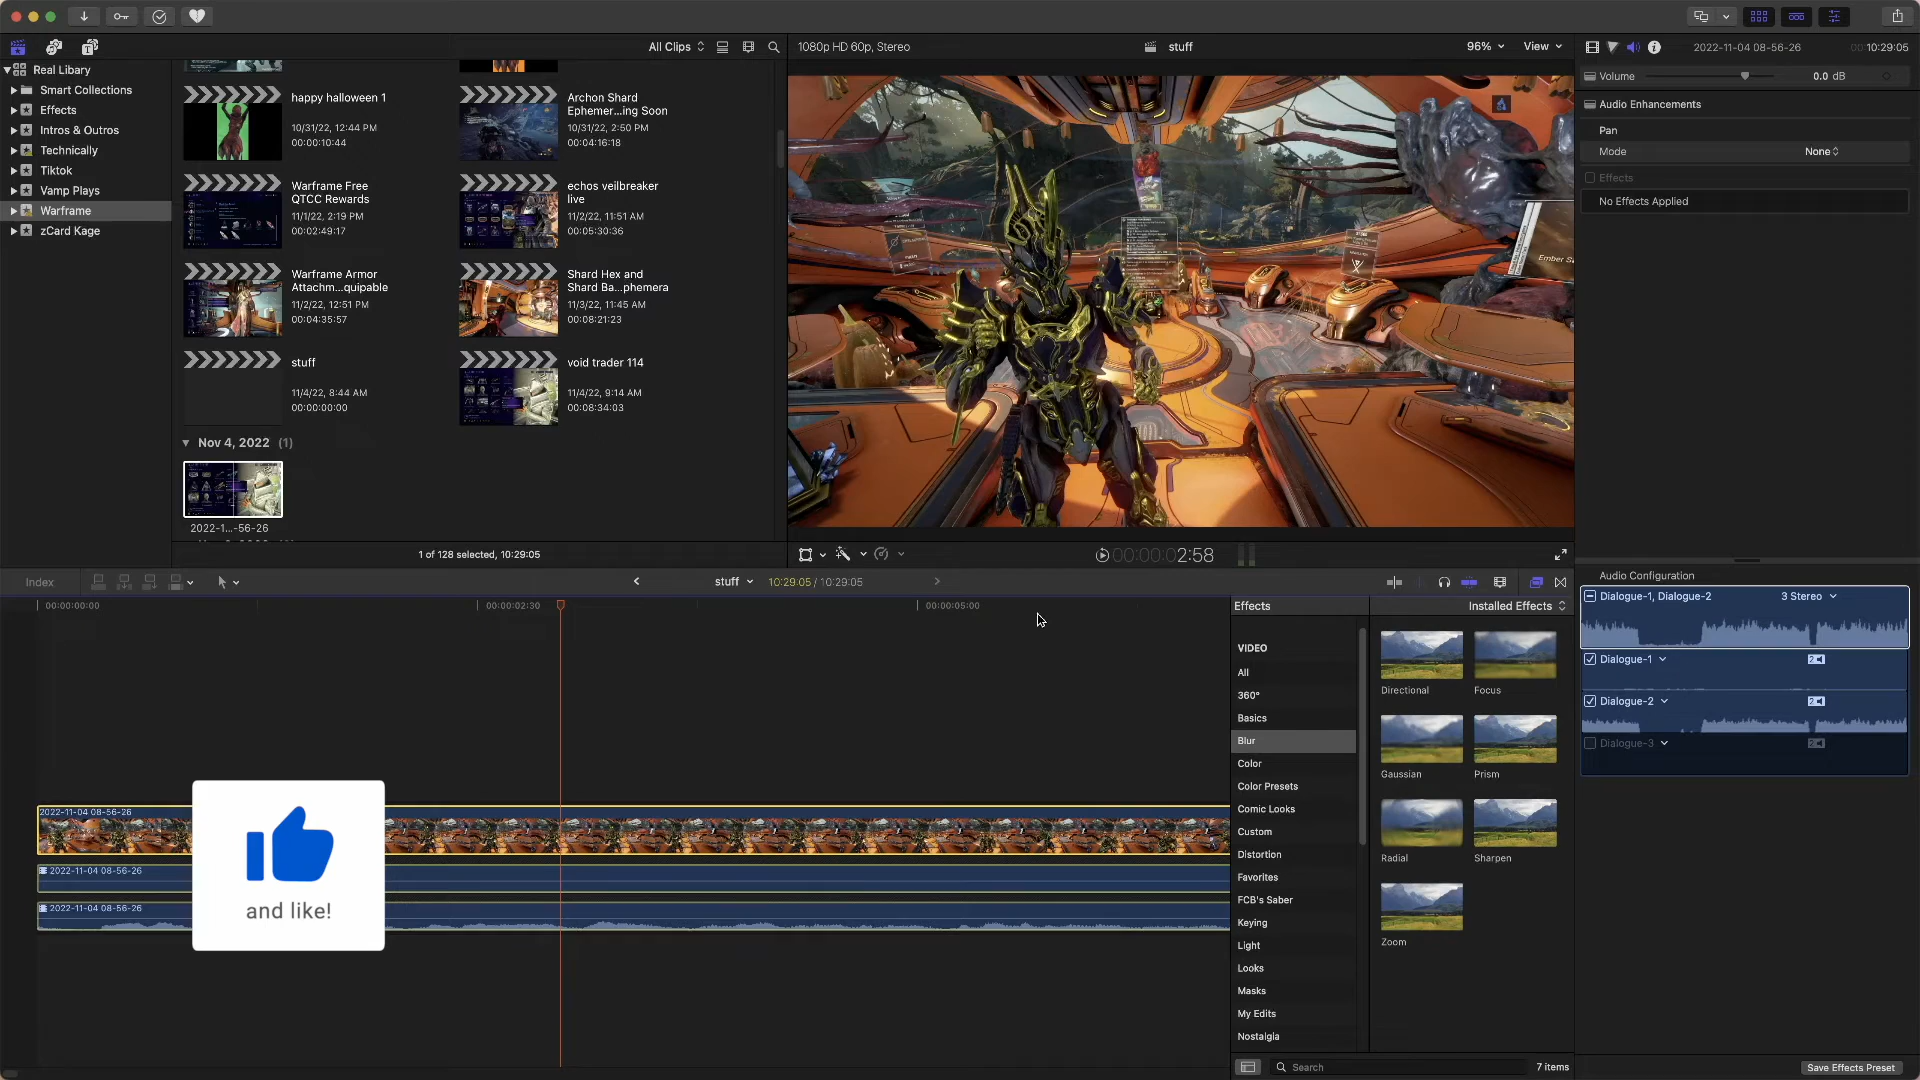 All Clips
1080p HD 60p, Stereo
stuff
96%
View
2022-11-04 08-56-26
10:29:05
Real Libary
Smart Collections
Effects
Intros & Outros
Technically
Tiktok
Vamp Plays
Warframe
zCard Kage
happy halloween 1
10/31/22, 12:44 PM
00:00:10:44
Archon Shard
Ephemer...ing Soon
10/31/22, 2:50 PM
00:04:16:18
Warframe Free
QTCC Rewards
11/1/22, 2:19 PM
00:02:49:17
echos veilbreaker
live
11/2/22, 11:51 AM
00:05:30:36
Warframe Armor
Attachm...quipable
11/2/22, 12:51 PM
00:04:35:57
Shard Hex and
Shard Ba...phemera
11/3/22, 11:45 AM
00:08:21:23
stuff
11/4/22, 8:44 AM
00:00:00:00
void trader 114
11/4/22, 9:14 AM
00:08:34:03
Nov 4, 2022 (1)
2022-1...-56-26
1 of 128 selected, 10:29:05
00:00:00:02:58
Volume
0.0 dB
Audio Enhancements
Pan
Mode
None
Effects
No Effects Applied
Index
stuff
10:29:05 / 10:29:05
00:00:00:00
00:00:02:30
00:00:05:00
2022-11-04 08-56-26
2022-11-04 08-56-26
2022-11-04 08-56-26
and like!
Effects
Installed Effects
VIDEO
All
360°
Basics
Blur
Color
Color Presets
Comic Looks
Custom
Distortion
Favorites
FCB's Saber
Keying
Light
Looks
Masks
My Edits
Nostalgia
Directional
Focus
Gaussian
Prism
Radial
Sharpen
Zoom
Search
7 items
Audio Configuration
Dialogue-1, Dialogue-2
3 Stereo
Dialogue-1
2
Dialogue-2
2
Dialogue-3
2
Save Effects Preset